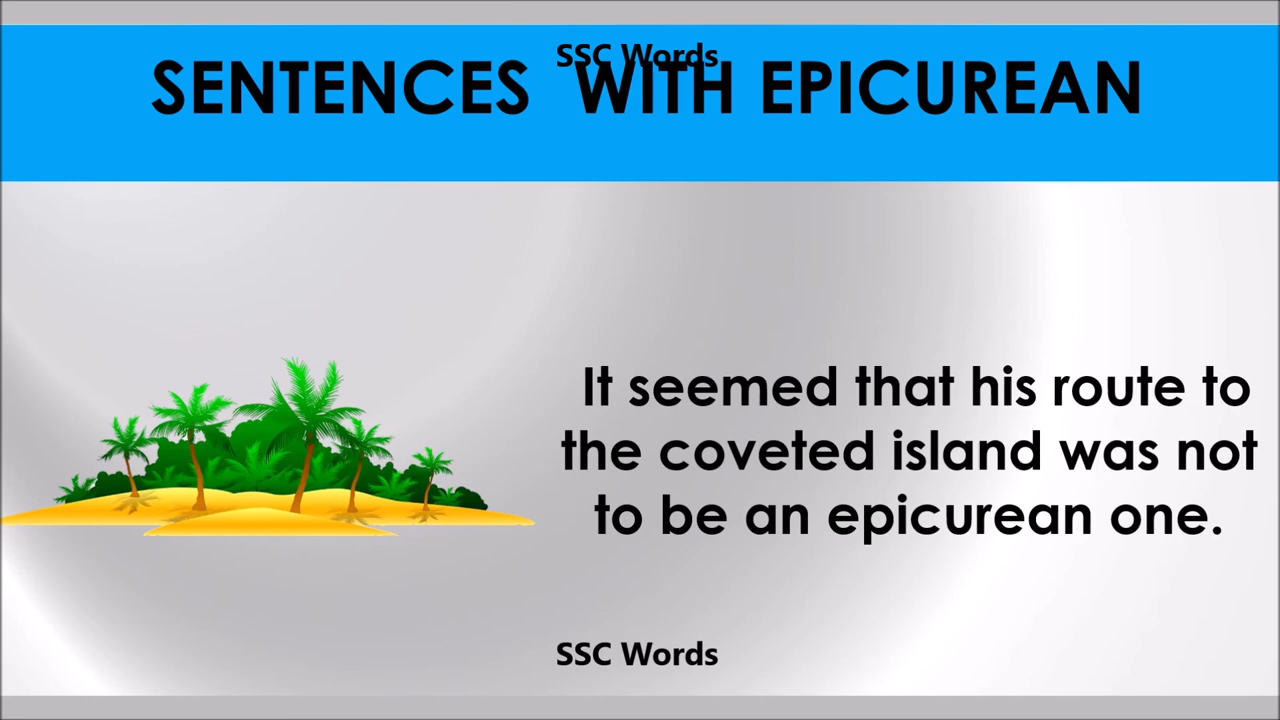 SSC Words
SENTENCES WITH EPICUREAN
It seemed that his route to
the coveted island was not
to be an epicurean one.
SSC Words